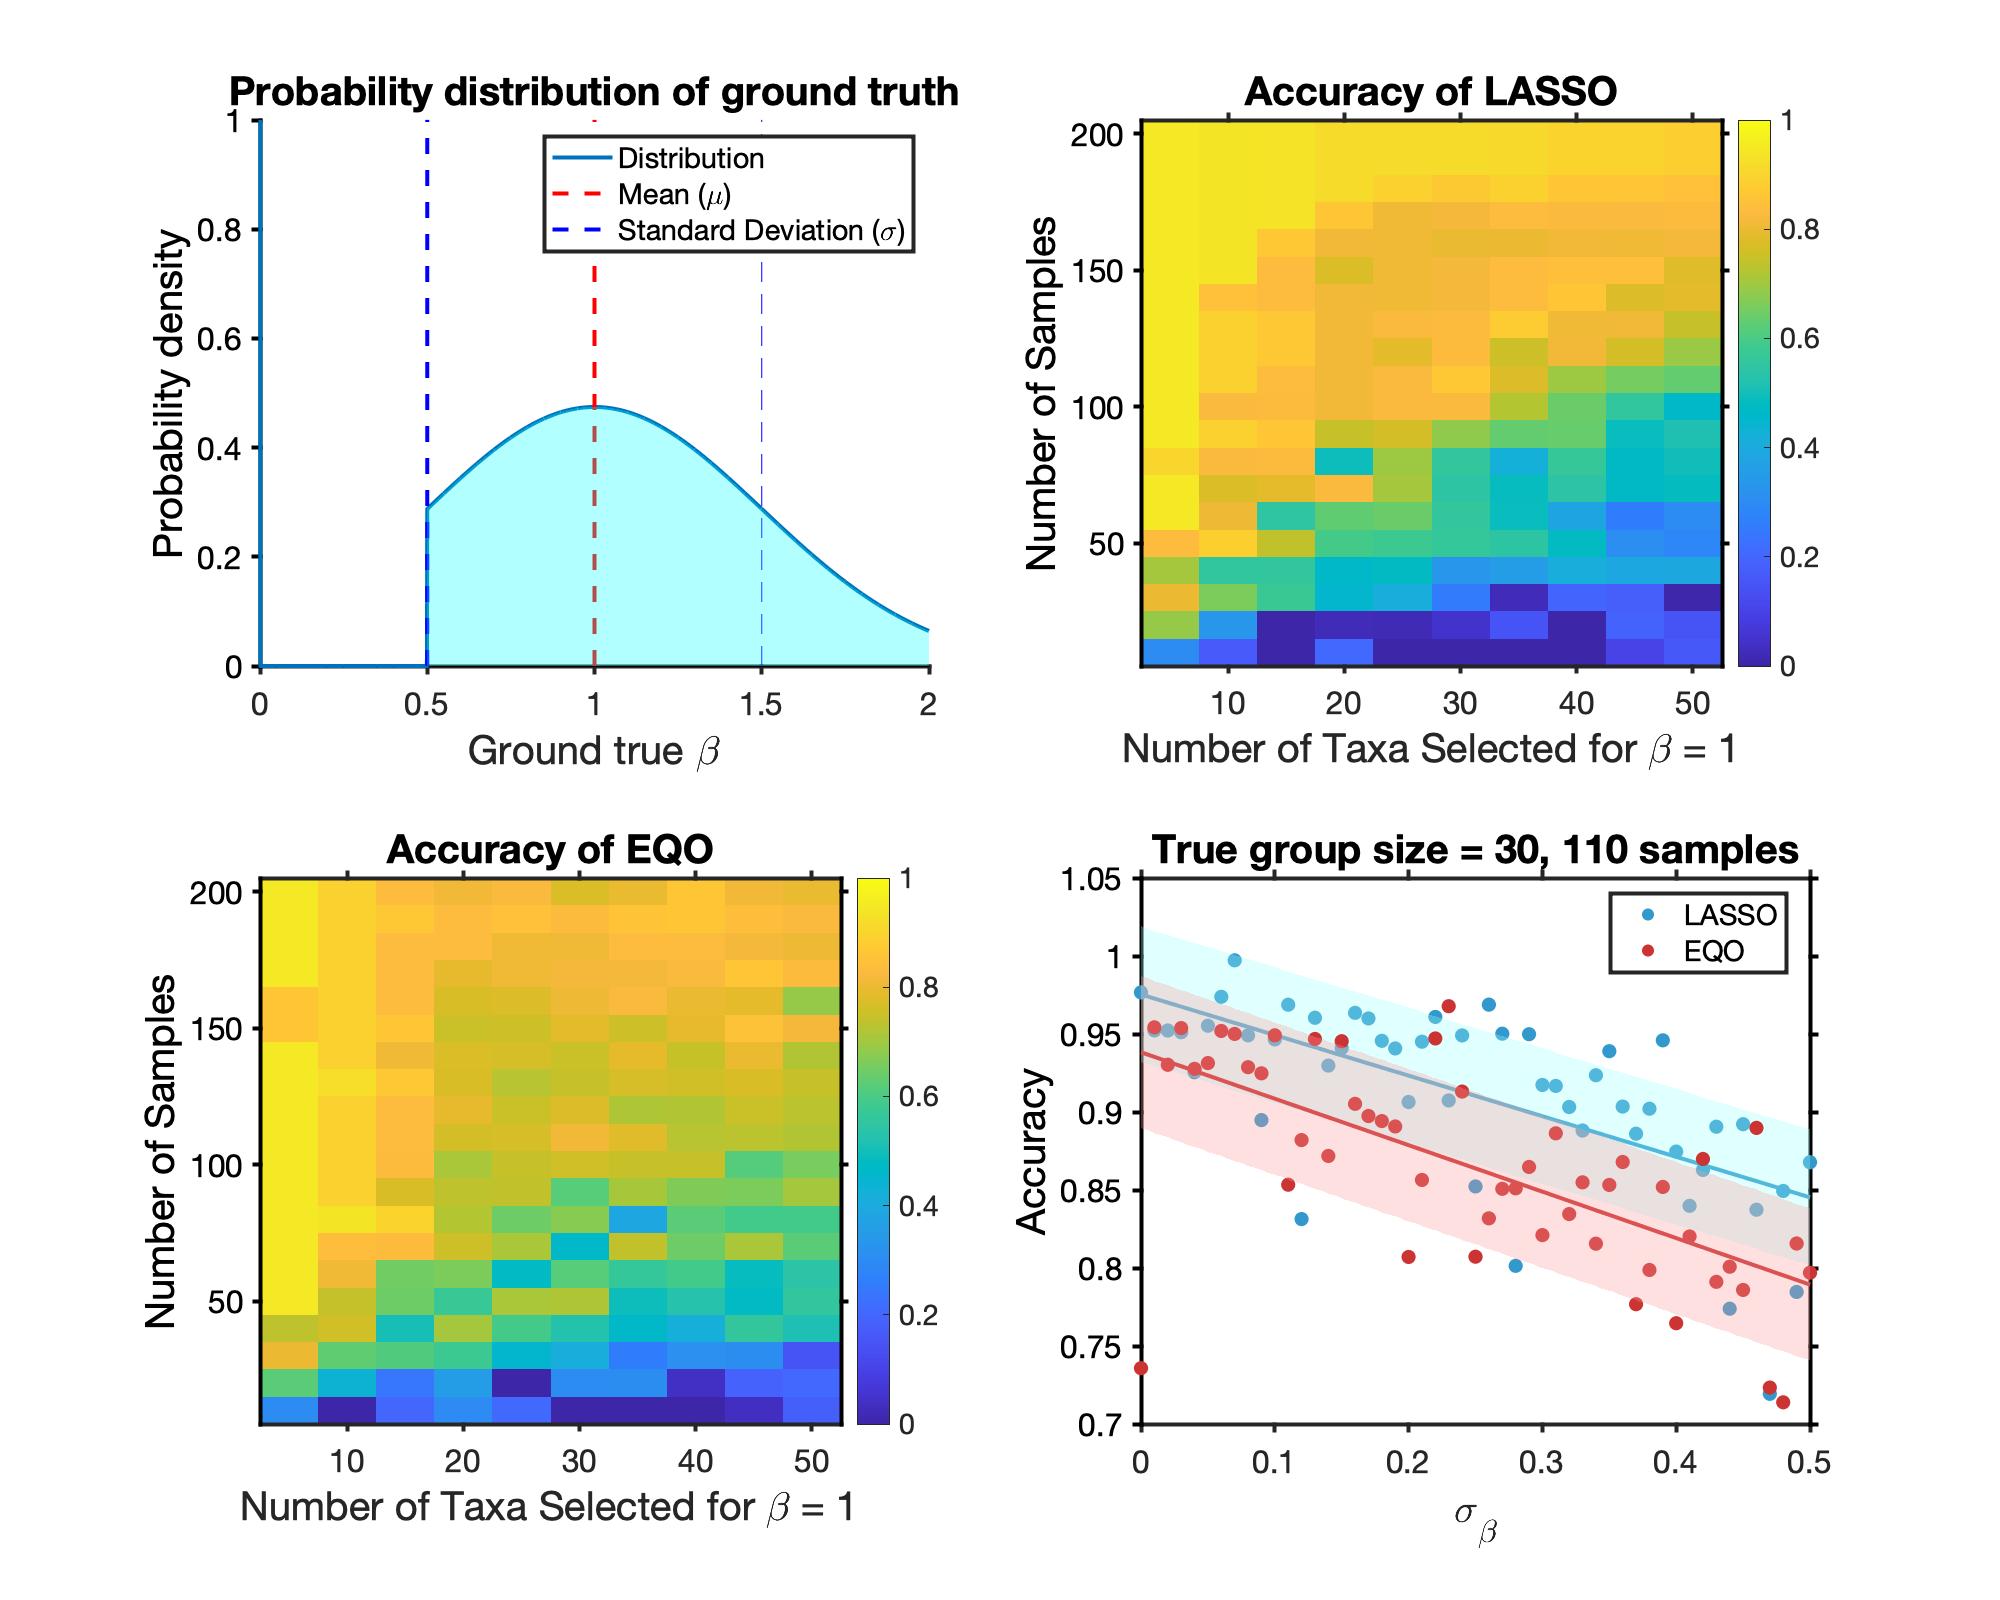 Probability distribution of ground truth
1
0.8
0.6
0.4
0.2
0
Probability density
Distribution
Mean (μ)
Standard Deviation (σ)
0 0.5 1 1.5 2
Ground true β
Accuracy of LASSO
200
150
100
50
Number of Samples
10 20 30 40 50
Number of Taxa Selected for β = 1
1
0.8
0.6
0.4
0.2
0
Accuracy of EQO
200
150
100
50
Number of Samples
10 20 30 40 50
Number of Taxa Selected for β = 1
1
0.8
0.6
0.4
0.2
0
True group size = 30, 110 samples
1.05
1
0.95
0.9
0.85
0.8
0.75
0.7
Accuracy
LASSO
EQO
0 0.1 0.2 0.3 0.4 0.5
σβ